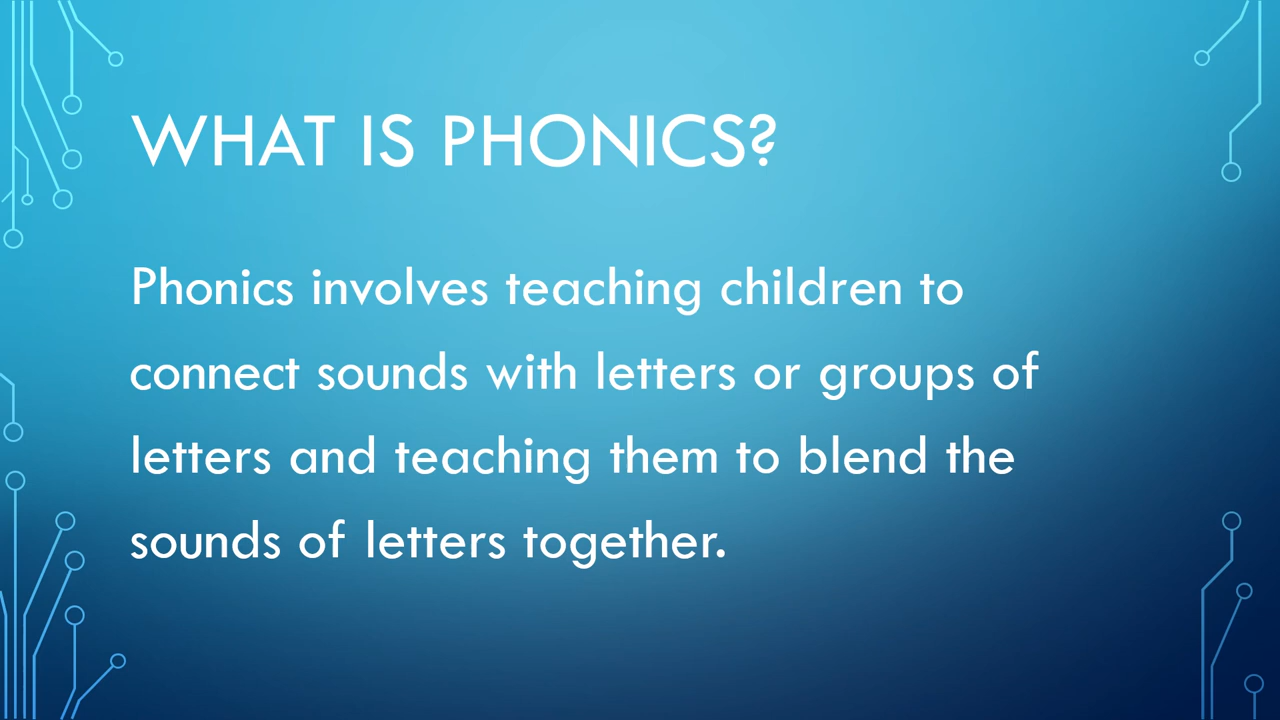 WHAT IS PHONICS?
Phonics involves teaching children to
connect sounds with letters or groups of
letters and teaching them to blend the
sounds of letters together.